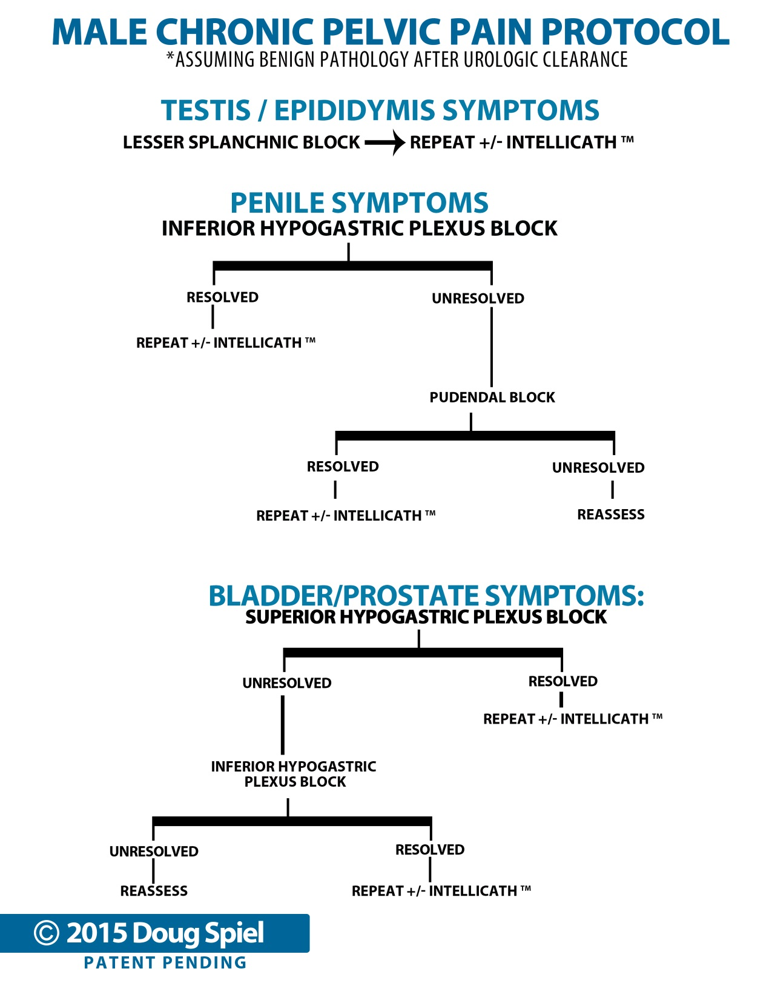 MALE CHRONIC PELVIC PAIN PROTOCOL
*ASSUMING BENIGN PATHOLOGY AFTER UROLOGIC CLEARANCE
TESTIS / EPIDIDYMIS SYMPTOMS
LESSER SPLANCHNIC BLOCK → REPEAT +/- INTELLICATH ™
PENILE SYMPTOMS
INFERIOR HYPOGASTRIC PLEXUS BLOCK
RESOLVED
UNRESOLVED
REPEAT +/- INTELLICATH ™
PUDENDAL BLOCK
RESOLVED
UNRESOLVED
REPEAT +/- INTELLICATH ™
REASSESS
BLADDER/PROSTATE SYMPTOMS:
SUPERIOR HYPOGASTRIC PLEXUS BLOCK
UNRESOLVED
RESOLVED
REPEAT +/- INTELLICATH ™
INFERIOR HYPOGASTRIC
PLEXUS BLOCK
UNRESOLVED
RESOLVED
REASSESS
REPEAT +/- INTELLICATH ™
© 2015 Doug Spiel
PATENT PENDING